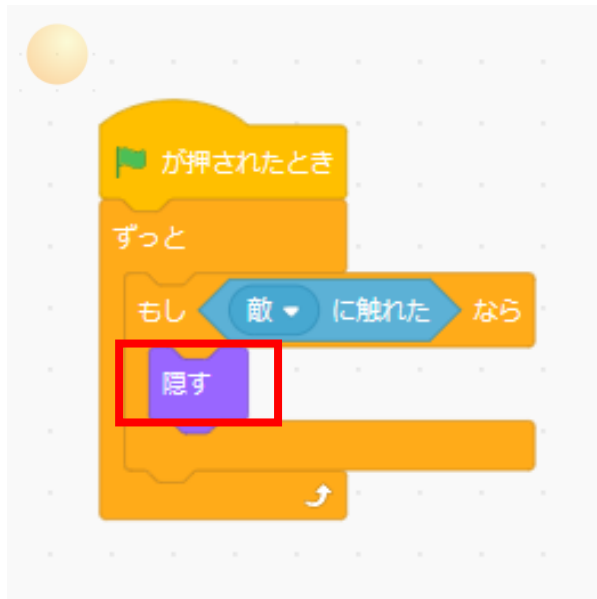 が押されたとき
ずっと
もし 敵 に触れた なら
隠す